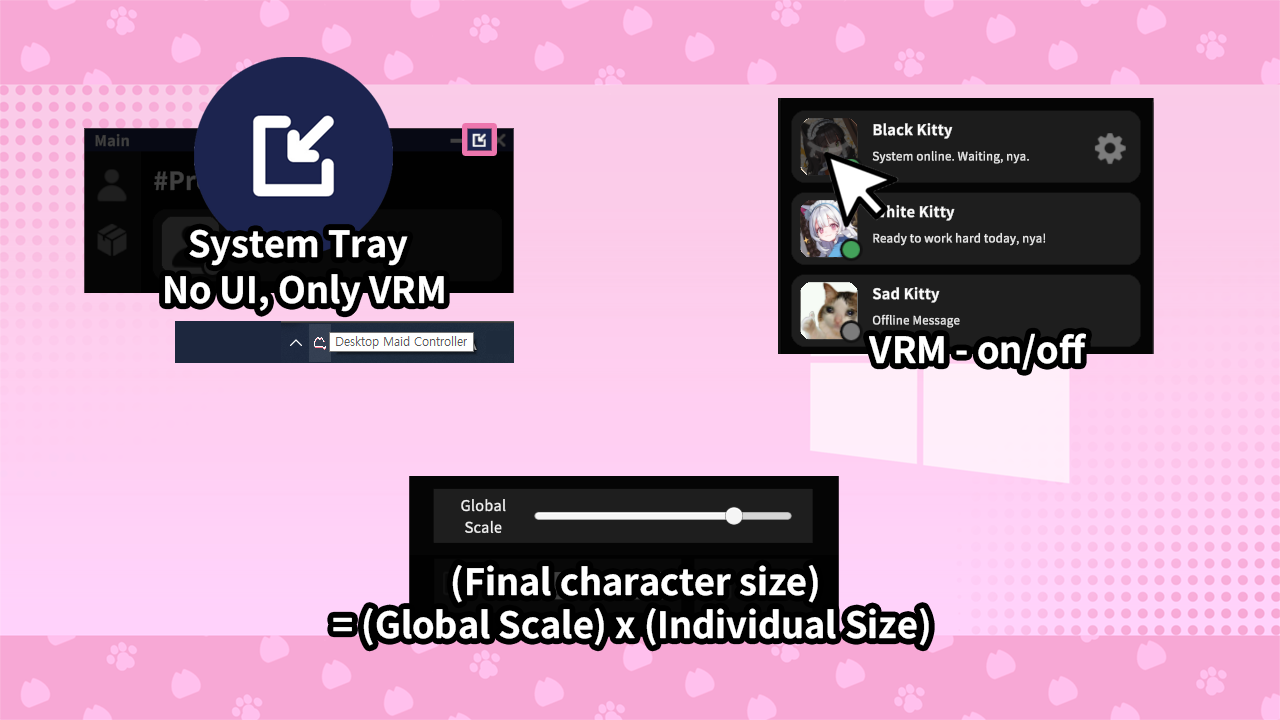 Main
#Pr
System Tray
No UI, Only VRM
Desktop Maid Controller
Black Kitty
System online. Waiting, nya.
White Kitty
Ready to work hard today, nya!
Sad Kitty
Offline Message
VRM - on/off
Global
Scale
(Final character size)
= (Global Scale) x (Individual Size)